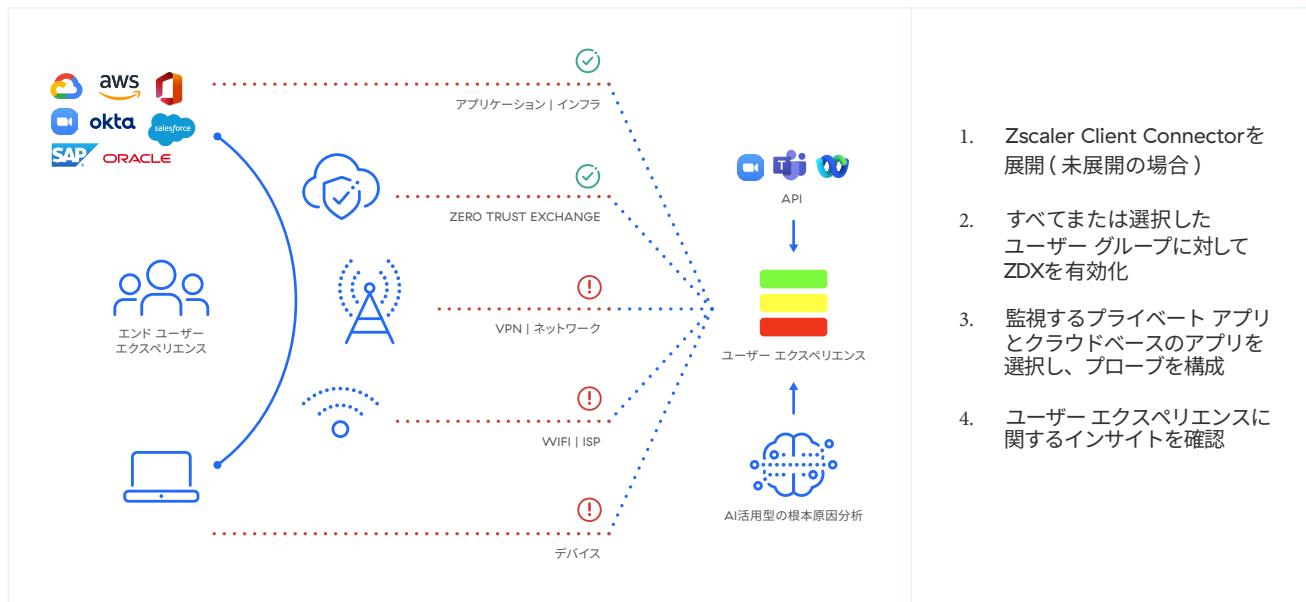 aws
okta
salesforce
SAP
ORACLE
アプリケーション | インフラ
ZERO TRUST EXCHANGE
エンド ユーザー
エクスペリエンス
VPN | ネットワーク
WIFI | ISP
デバイス
API
ユーザー エクスペリエンス
AI活用型の根本原因分析
1. Zscaler Client Connectorを
展開 ( 未展開の場合 )
2. すべてまたは選択した
ユーザー グループに対して
ZDXを有効化
3. 監視するプライベート アプリ
とクラウドベースのアプリを
選択し、プローブを構成
4. ユーザー エクスペリエンスに
関するインサイトを確認